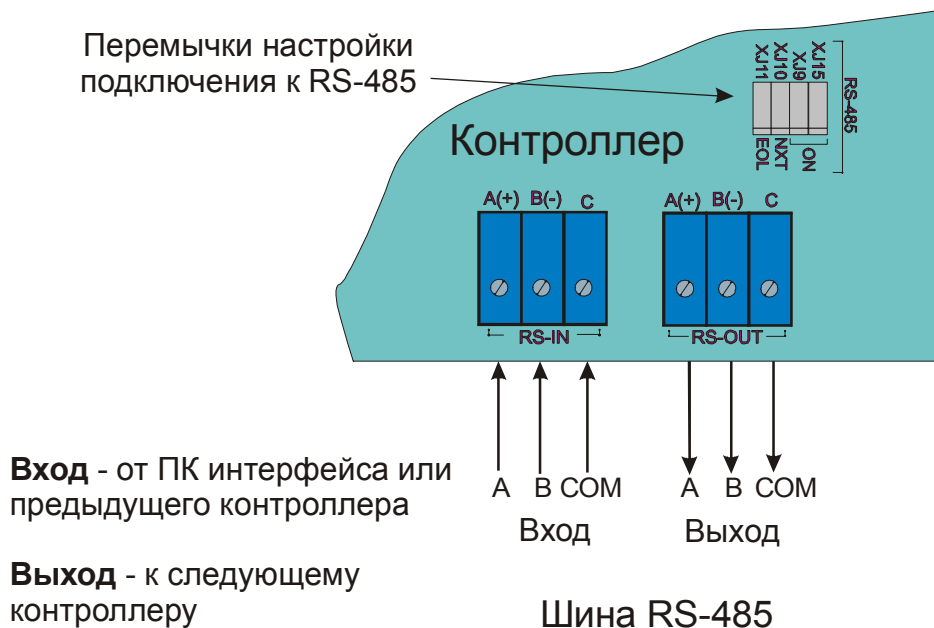 Перемычки настройки
подключения к RS-485
XJ11
XJ10
XJ9
XJ15
RS-485
EOL
NXT
ON
Контроллер
A(+) B(-) C
A(+) B(-) C
RS-IN
RS-OUT
A B COM
A B COM
Вход
Выход
Вход - от ПК интерфейса или
предыдущего контроллера
Выход - к следующему
контроллеру
Шина RS-485